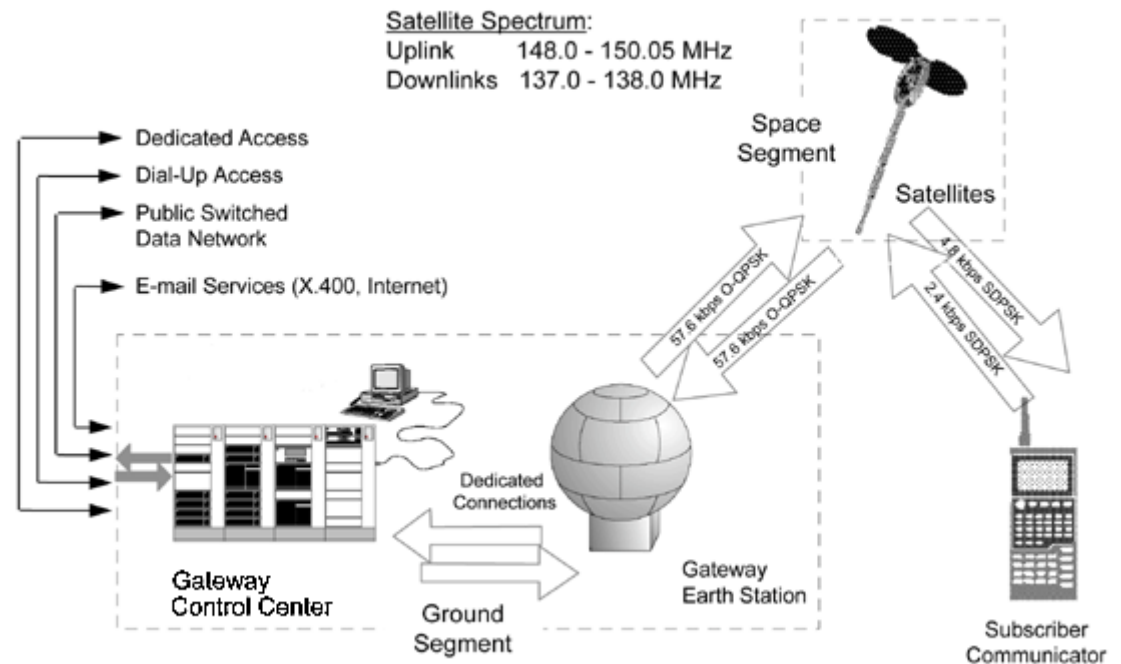 Satellite Spectrum:
Uplink 148.0 - 150.05 MHz
Downlinks 137.0 - 138.0 MHz
Space
Segment
Satellites
Dedicated Access
Dial-Up Access
Public Switched
Data Network
E-mail Services (X.400, Internet)
57.6 kbps O-QPSK
57.6 kbps O-QPSK
4.8 kbps SDPSK
2.4 kbps SDPSK
Dedicated
Connections
Gateway
Control Center
Ground
Segment
Gateway
Earth Station
Subscriber
Communicator